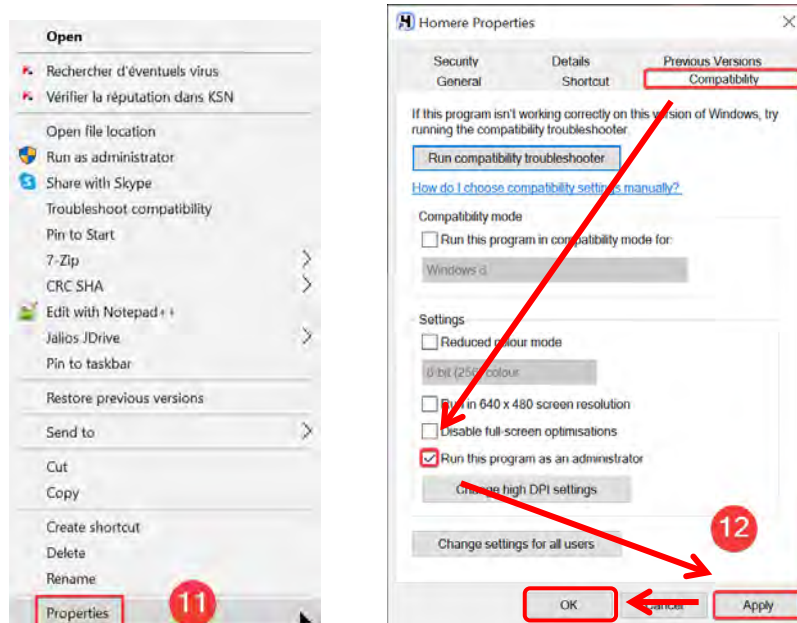 Open
Rechercher d'éventuels virus
Vérifier la réputation dans KSN
Open file location
Run as administrator
Share with Skype
Troubleshoot compatibility
Pin to Start
7-Zip
CRC SHA
Edit with Notepad++
Jalios JDrive
Pin to taskbar
Restore previous versions
Send to
Cut
Copy
Create shortcut
Delete
Rename
Properties
11
Homere Properties
Security Details Previous Versions
General Shortcut Compatibility
If this program isn't working correctly on this version of Windows, try
running the compatibility troubleshooter
Run compatibility troubleshooter
How do I choose compatibility settings manually?
Compatibility mode
Run this program in compatibility mode for:
Windows 8
Settings
Reduced colour mode
8-bit (256) colour
Run in 640 x 480 screen resolution
Disable full-screen optimisations
Run this program as an administrator
Change high DPI settings
12
Change settings for all users
OK Cancel Apply